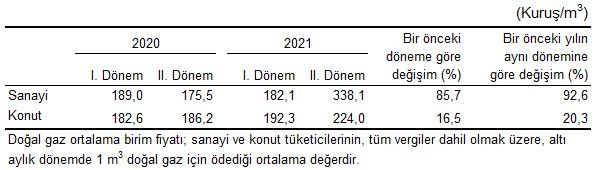 (Kuruş/m³)
2020 2021 Bir önceki döneme göre değişim (%) Bir önceki yılın aynı dönemine göre değişim (%)
I. Dönem II. Dönem I. Dönem II. Dönem
Sanayi 189,0 175,5 182,1 338,1 85,7 92,6
Konut 182,6 186,2 192,3 224,0 16,5 20,3
Doğal gaz ortalama birim fiyatı; sanayi ve konut tüketicilerinin, tüm vergiler dahil olmak üzere, altı
aylık dönemde 1 m³ doğal gaz için ödediği ortalama değerdir.